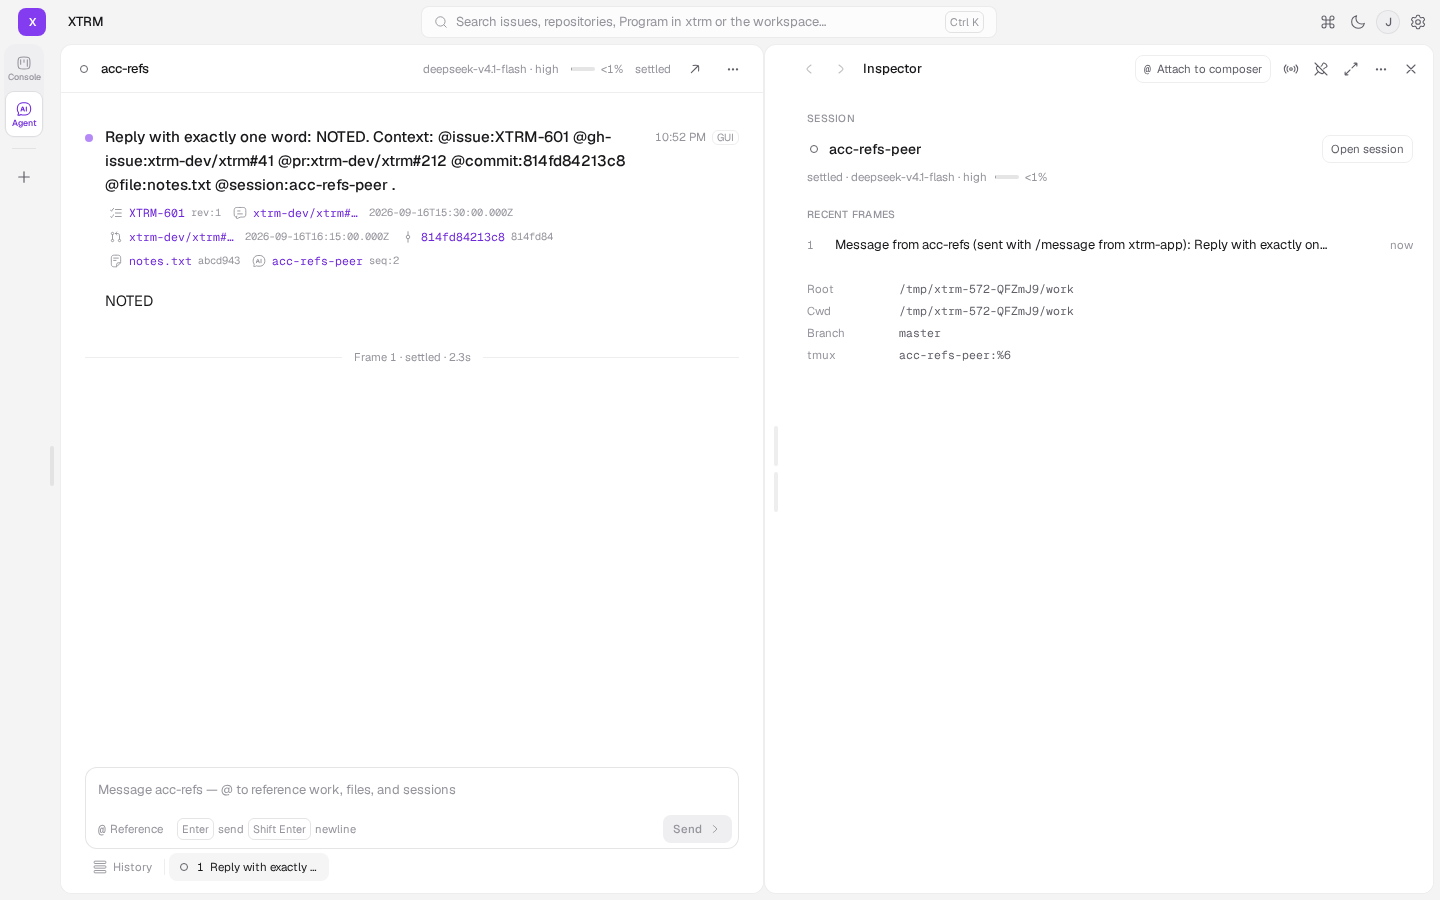 X
XTRM
Search issues, repositories, Program in xtrm or the workspace...
Ctrl K
J
Console
AI
Agent
acc-refs
deepseek-v4.1-flash · high
<1%
settled
Reply with exactly one word: NOTED. Context: @issue:XTRM-601 @gh-
issue:xtrm-dev/xtrm#41 @pr:xtrm-dev/xtrm#212 @commit:814fd84213c8
@file:notes.txt @session:acc-refs-peer .
10:52 PM GUI
XTRM-601 rev:1 xtrm-dev/xtrm#… 2026-09-16T15:30:00.000Z
xtrm-dev/xtrm#… 2026-09-16T16:15:00.000Z 814fd84213c8 814fd84
notes.txt abcd943 acc-refs-peer seq:2
NOTED
Frame 1 · settled · 2.3s
Message acc-refs — @ to reference work, files, and sessions
@ Reference Enter send Shift Enter newline
Send
History
1 Reply with exactly ...
Inspector
@ Attach to composer
SESSION
acc-refs-peer
Open session
settled · deepseek-v4.1-flash · high <1%
RECENT FRAMES
1 Message from acc-refs (sent with /message from xtrm-app): Reply with exactly on... now
Root /tmp/xtrm-572-QFZmJ9/work
Cwd /tmp/xtrm-572-QFZmJ9/work
Branch master
tmux acc-refs-peer:%6